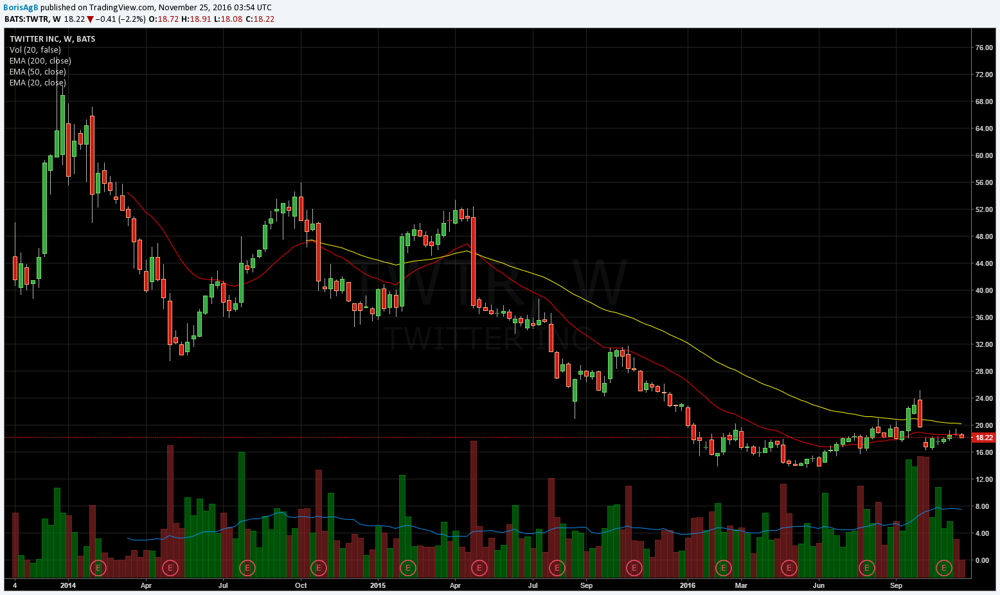 BorisAgB published on TradingView.com, November 25, 2016 03:54 UTC
BATS:TWTR, W 18.22 ▼ −0.41 (−2.2%) O:18.72 H:18.91 L:18.08 C:18.22
TWITTER INC, W, BATS
Vol (20, false)
EMA (200, close)
EMA (50, close)
EMA (20, close)
76.00
72.00
68.00
64.00
60.00
56.00
52.00
48.00
44.00
TWTR, W
40.00
36.00
TWITTER INC
32.00
28.00
24.00
20.00
18.22
16.00
12.00
8.00
4.00
0.00
E E E E E E E E E E E E
4 2014 Apr Jul Oct 2015 Apr Jul Sep 2016 Mar Jun Sep